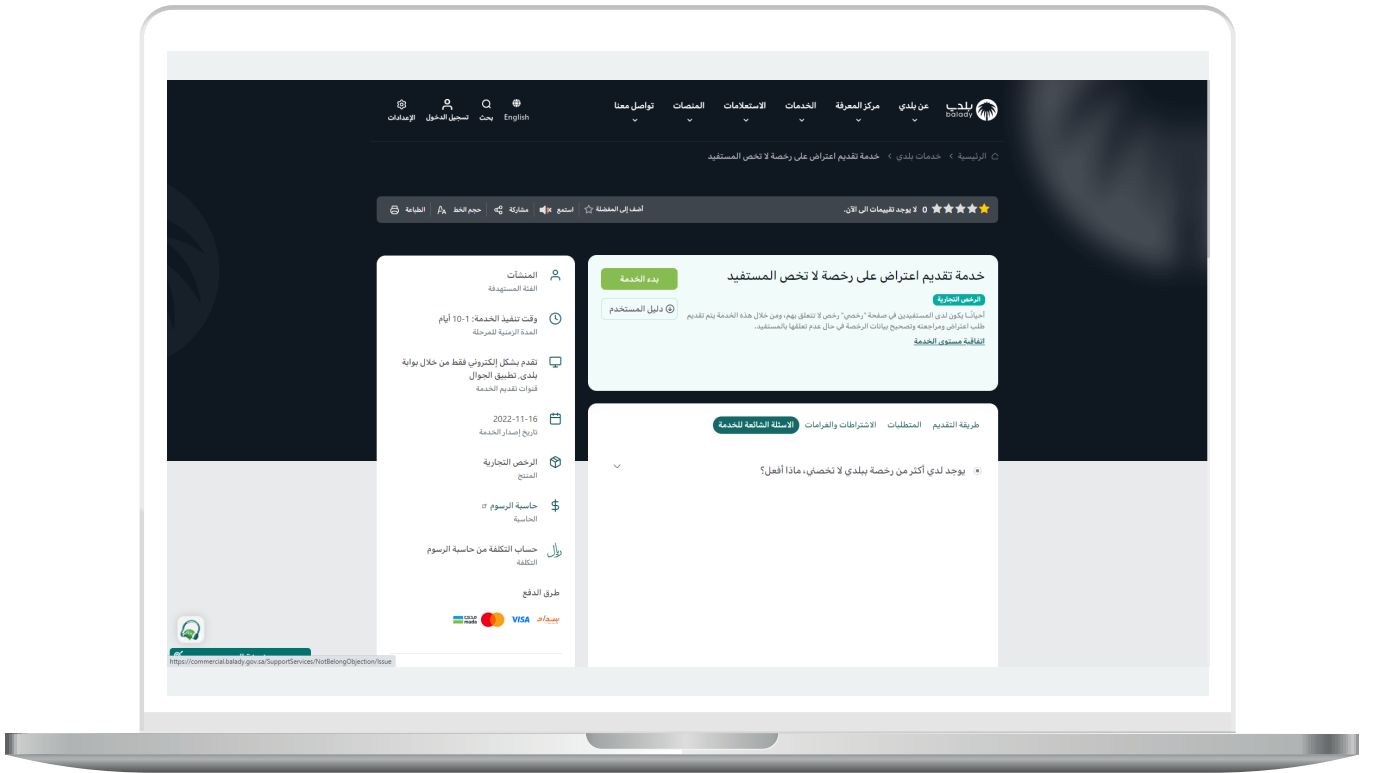 بلدي
balady
عن بلدي
مركز المعرفة
الخدمات
الاستعلامات
المنصات
تواصل معنا
English
بحث
تسجيل الدخول
الإعدادات
الرئيسية
خدمات بلدي
خدمة تقديم اعتراض على رخصة لا تخص المستفيد
0 لا يوجد تقييمات الى الآن.
أضف إلى المفضلة
استمع
مشاركة
حجم الخط
الطباعة
خدمة تقديم اعتراض على رخصة لا تخص المستفيد
بدء الخدمة
الرخص التجارية
دليل المستخدم
أحياناً يكون لدى المستفيدين في صفحة "رخصي" رخص لا تتعلق بهم، ومن خلال هذه الخدمة يتم تقديم
طلب اعتراض ومراجعته وتصحيح بيانات الرخصة في حال عدم تعلقها بالمستفيد.
اتفاقية مستوى الخدمة
طريقة التقديم
المتطلبات
الاشتراطات والغرامات
الاسئلة الشائعة للخدمة
يوجد لدي أكثر من رخصة ببلدي لا تخصني، ماذا أفعل؟
المنشآت
الفئة المستهدفة
وقت تنفيذ الخدمة: 1-10 أيام
المدة الزمنية للمرحلة
تقدم بشكل إلكتروني فقط من خلال بوابة
بلدي, تطبيق الجوال
قنوات تقديم الخدمة
2022-11-16
تاريخ إصدار الخدمة
الرخص التجارية
المنتج
حاسبة الرسوم
الحاسبة
ريال
حساب التكلفة من حاسبة الرسوم
التكلفة
طرق الدفع
سداد
VISA
مدى
mada
https://commercial.balady.gov.sa/SupportServices/NotBelongObjection/Issue